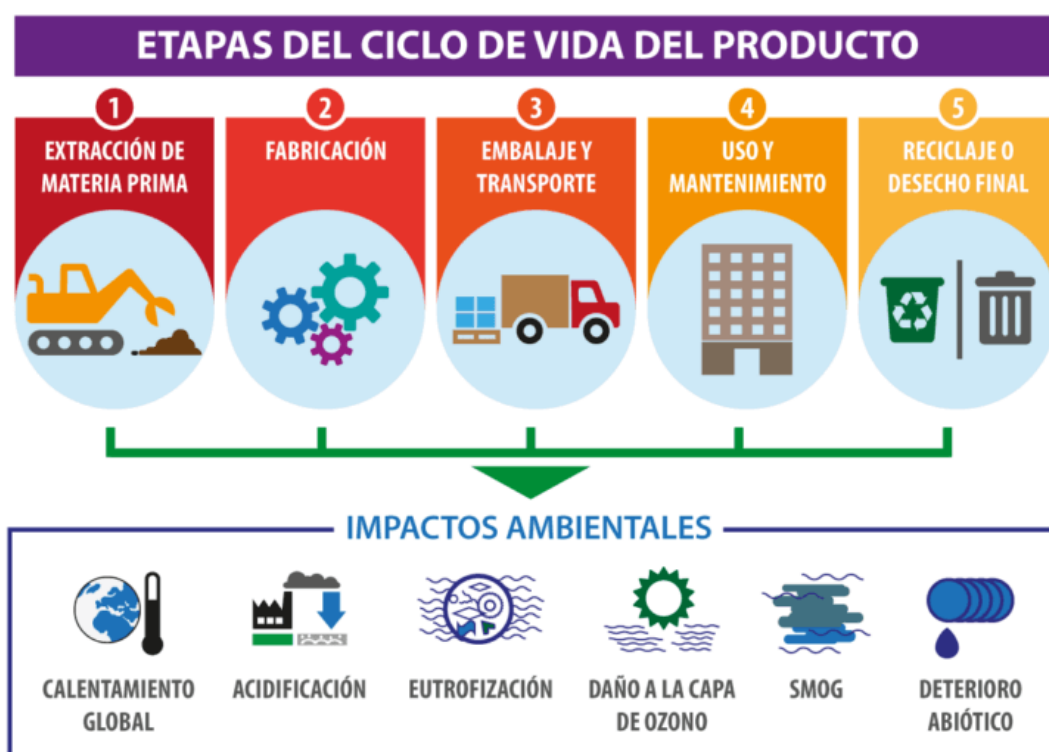 ETAPAS DEL CICLO DE VIDA DEL PRODUCTO
1
EXTRACCIÓN DE
MATERIA PRIMA
2
FABRICACIÓN
3
EMBALAJE Y
TRANSPORTE
4
USO Y
MANTENIMIENTO
5
RECICLAJE O
DESECHO FINAL
IMPACTOS AMBIENTALES
CALENTAMIENTO
GLOBAL
ACIDIFICACIÓN
EUTROFIZACIÓN
DAÑO A LA CAPA
DE OZONO
SMOG
DETERIORO
ABIÓTICO